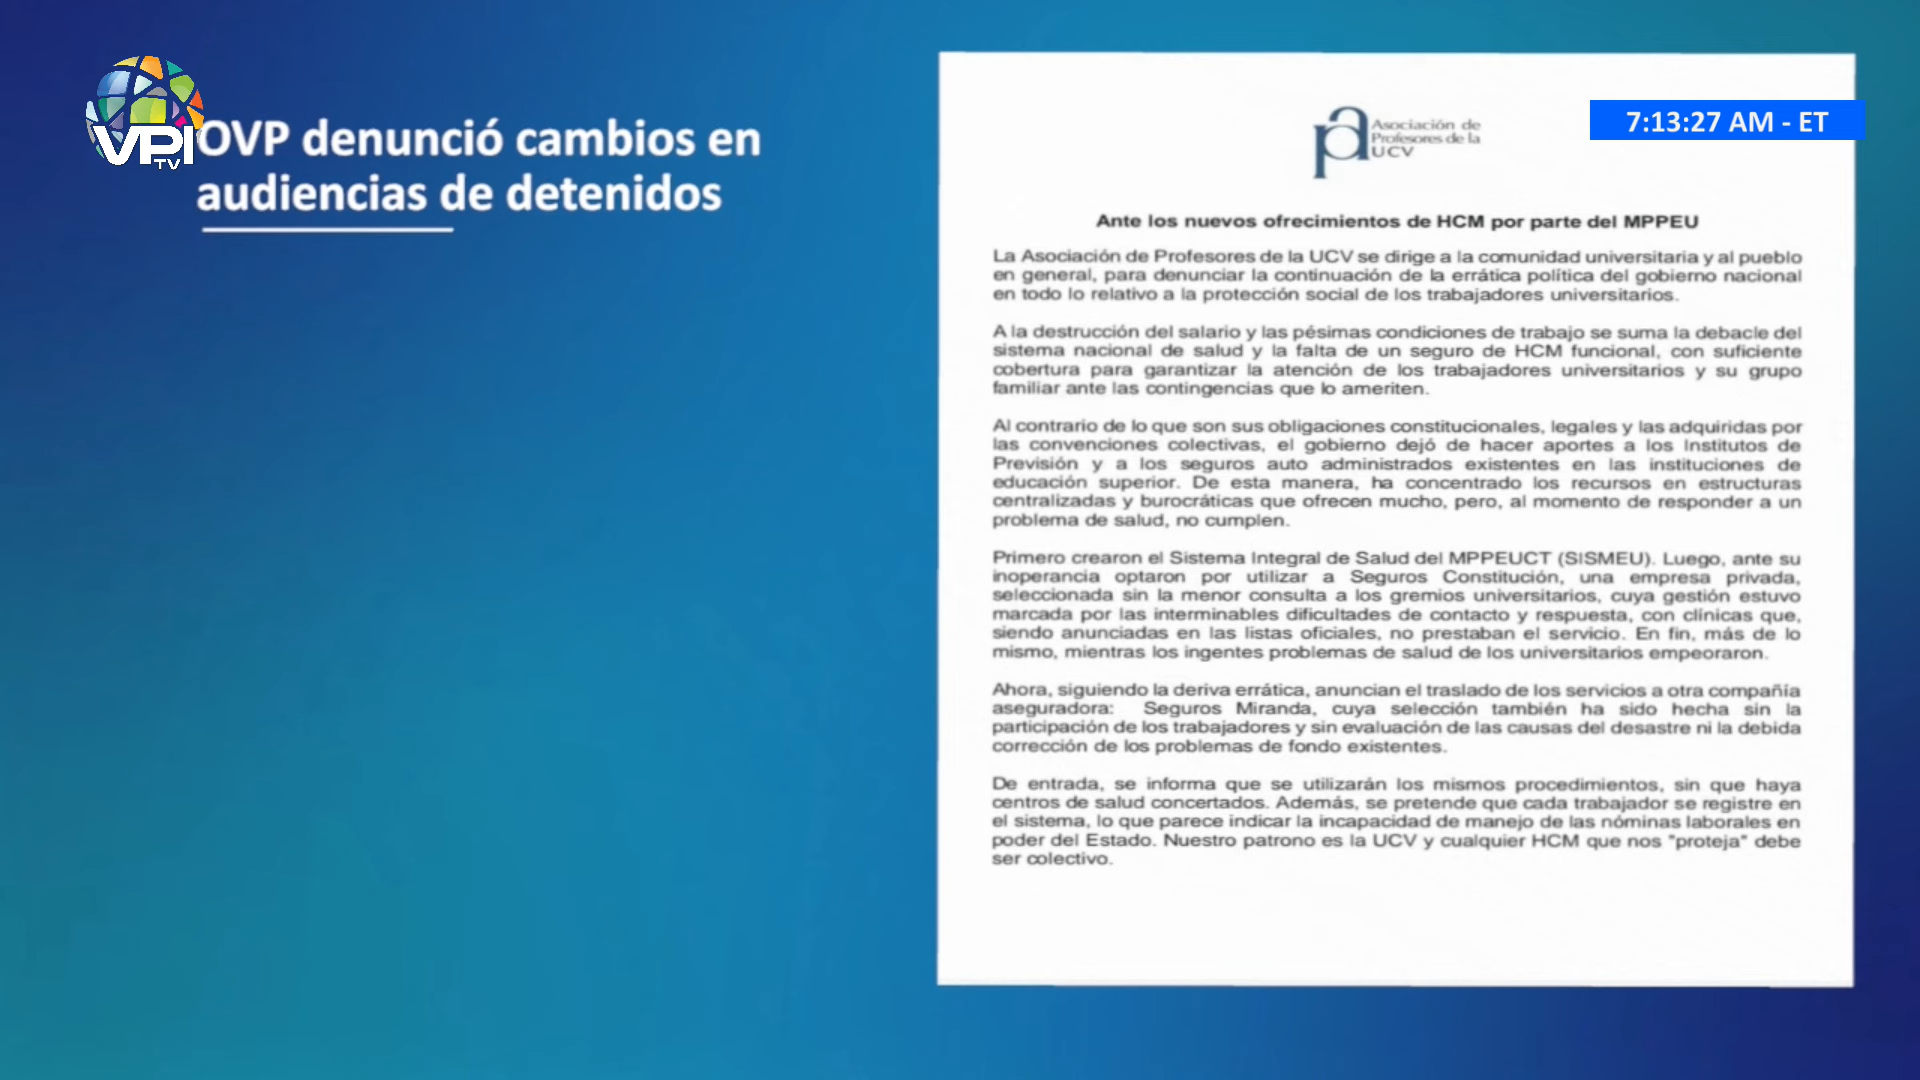 VPI
TV
OVP denunció cambios en
audiencias de detenidos
7:13:27 AM - ET
Asociación de
Profesores de la
UCV
Ante los nuevos ofrecimientos de HCM por parte del MPPEU
La Asociación de Profesores de la UCV se dirige a la comunidad universitaria y al pueblo
en general, para denunciar la continuación de la errática política del gobierno nacional
en todo lo relativo a la protección social de los trabajadores universitarios.
A la destrucción del salario y las pésimas condiciones de trabajo se suma la debacle del
sistema nacional de salud y la falta de un seguro de HCM funcional, con suficiente
cobertura para garantizar la atención de los trabajadores universitarios y su grupo
familiar ante las contingencias que lo ameriten.
Al contrario de lo que son sus obligaciones constitucionales, legales y las adquiridas por
las convenciones colectivas, el gobierno dejó de hacer aportes a los Institutos de
Previsión y a los seguros auto administrados existentes en las instituciones de
educación superior. De esta manera, ha concentrado los recursos en estructuras
centralizadas y burocráticas que ofrecen mucho, pero, al momento de responder a un
problema de salud, no cumplen.
Primero crearon el Sistema Integral de Salud del MPPEUCT (SISMEU). Luego, ante su
inoperancia optaron por utilizar a Seguros Constitución, una empresa privada,
seleccionada sin la menor consulta a los gremios universitarios, cuya gestión estuvo
marcada por las interminables dificultades de contacto y respuesta, con clínicas que,
siendo anunciadas en las listas oficiales, no prestaban el servicio. En fin, más de lo
mismo, mientras los ingentes problemas de salud de los universitarios empeoraron.
Ahora, siguiendo la deriva errática, anuncian el traslado de los servicios a otra compañía
aseguradora: Seguros Miranda, cuya selección también ha sido hecha sin la
participación de los trabajadores y sin evaluación de las causas del desastre ni la debida
corrección de los problemas de fondo existentes.
De entrada, se informa que se utilizarán los mismos procedimientos, sin que haya
centros de salud concertados. Además, se pretende que cada trabajador se registre en
el sistema, lo que parece indicar la incapacidad de manejo de las nóminas laborales en
poder del Estado. Nuestro patrono es la UCV y cualquier HCM que nos "proteja" debe
ser colectivo.